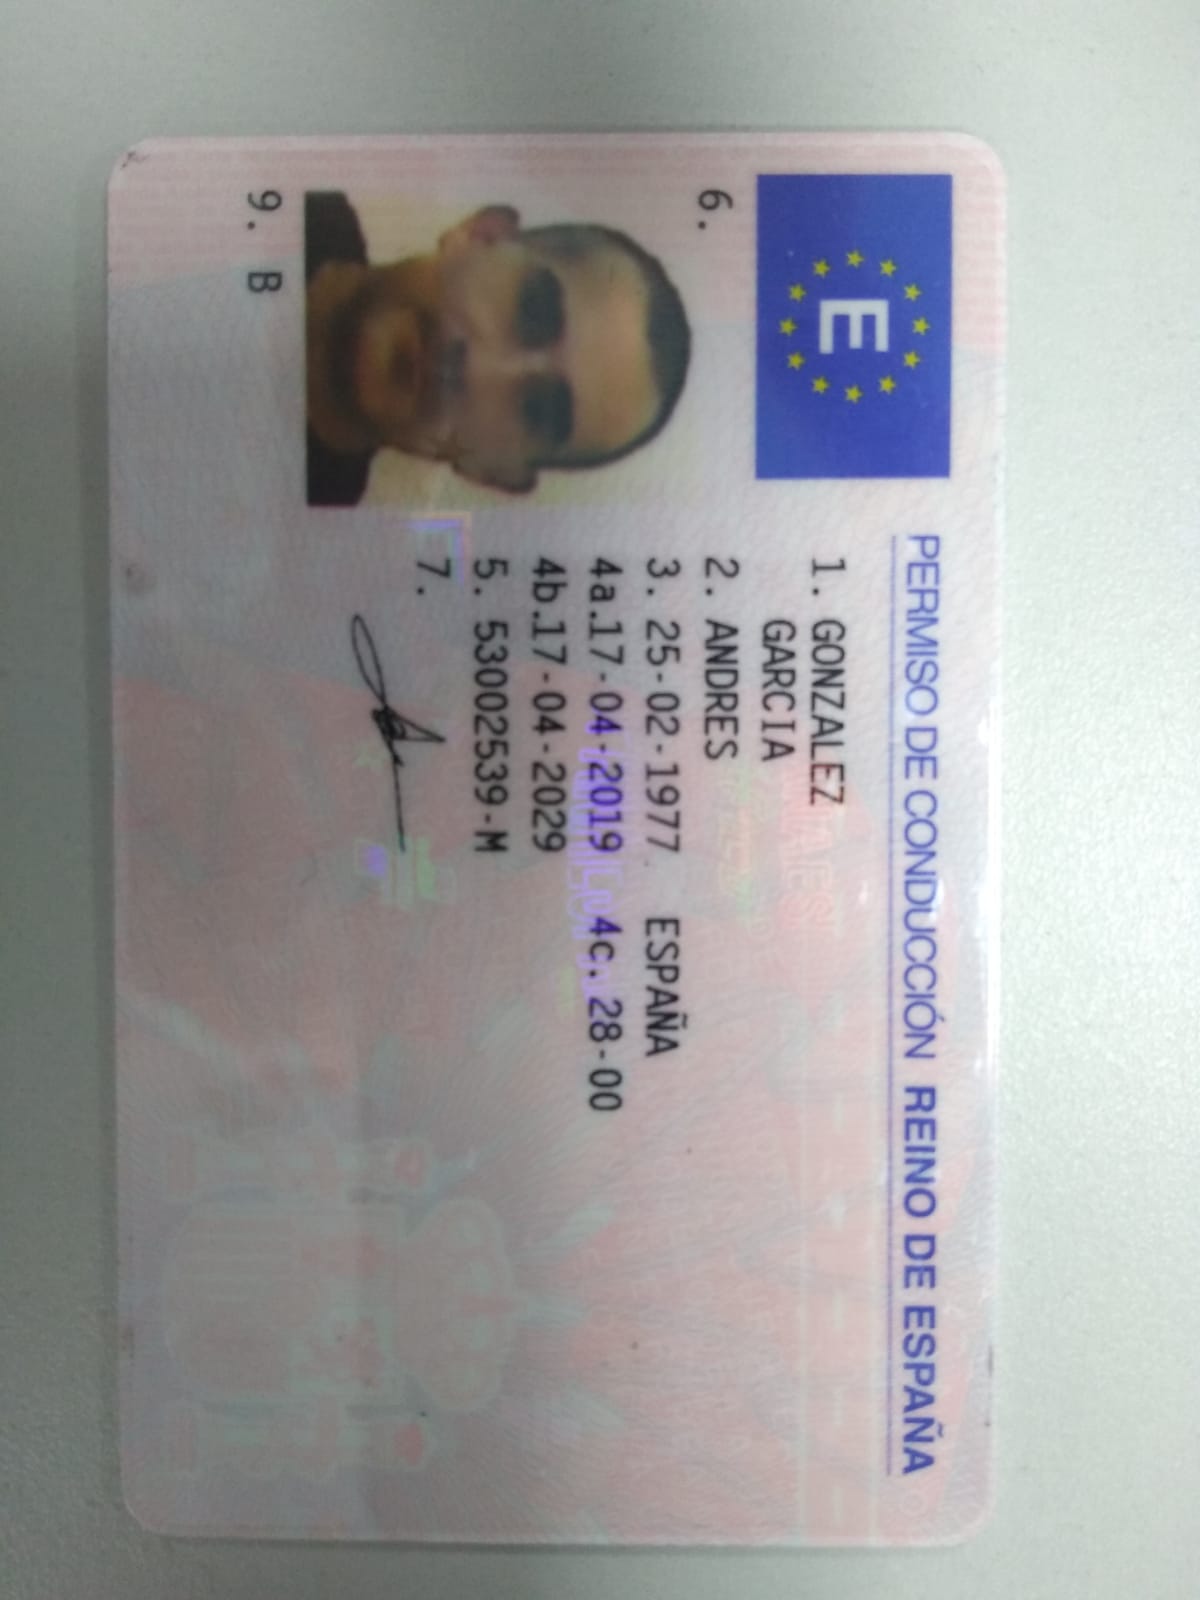 E
PERMISO DE CONDUCCIÓN REINO DE ESPAÑA
1. GONZALEZ
GARCIA
2. ANDRES
3. 25-02-1977 ESPAÑA
4a.17-04-2019 4c. 28-00
4b.17-04-2029
5. 53002539-M
7.
6.
9. B